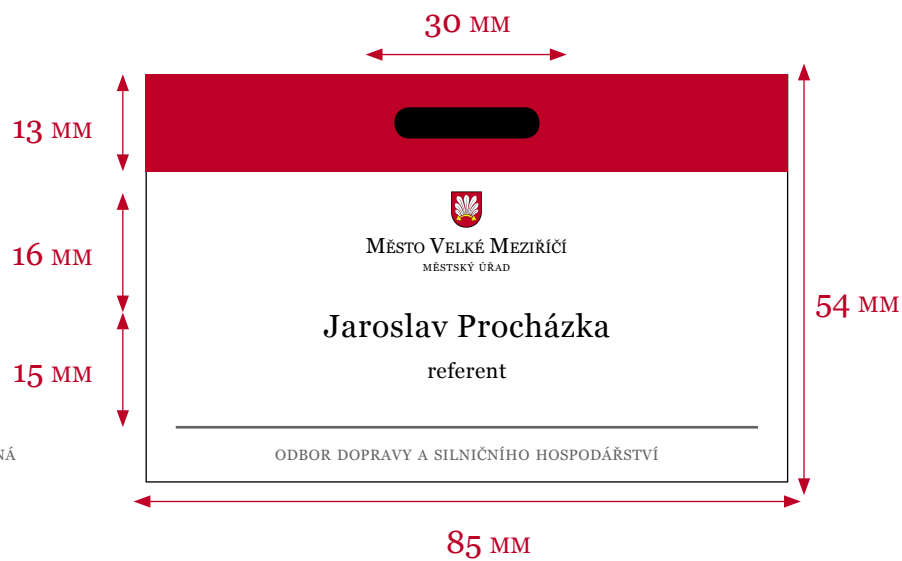 30 MM
13 MM
MĚSTO VELKÉ MEZIŘÍČÍ
MĚSTSKÝ ÚŘAD
16 MM
54 MM
Jaroslav Procházka
15 MM
referent
NÁ
ODBOR DOPRAVY A SILNIČNÍHO HOSPODÁŘSTVÍ
85 MM